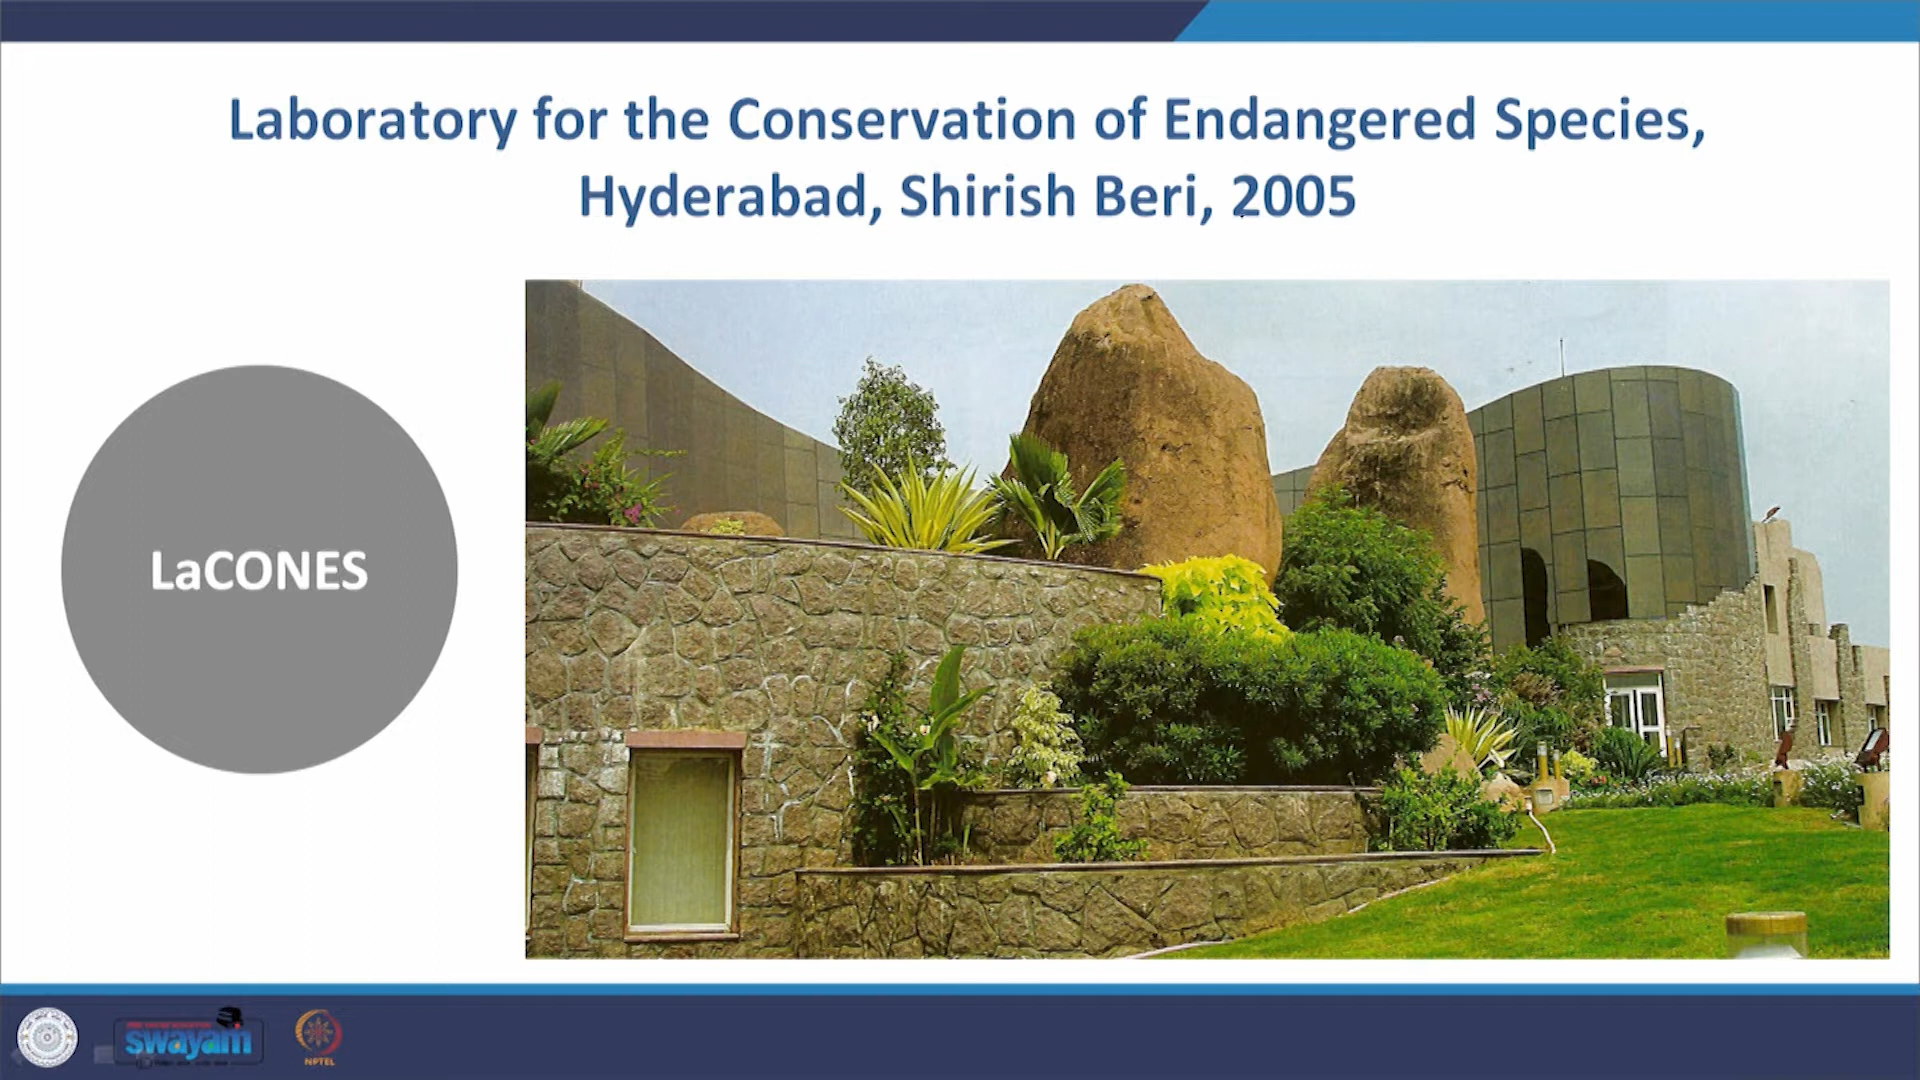 Laboratory for the Conservation of Endangered Species,
Hyderabad, Shirish Beri, 2005
LaCONES
swayam
NPTEL